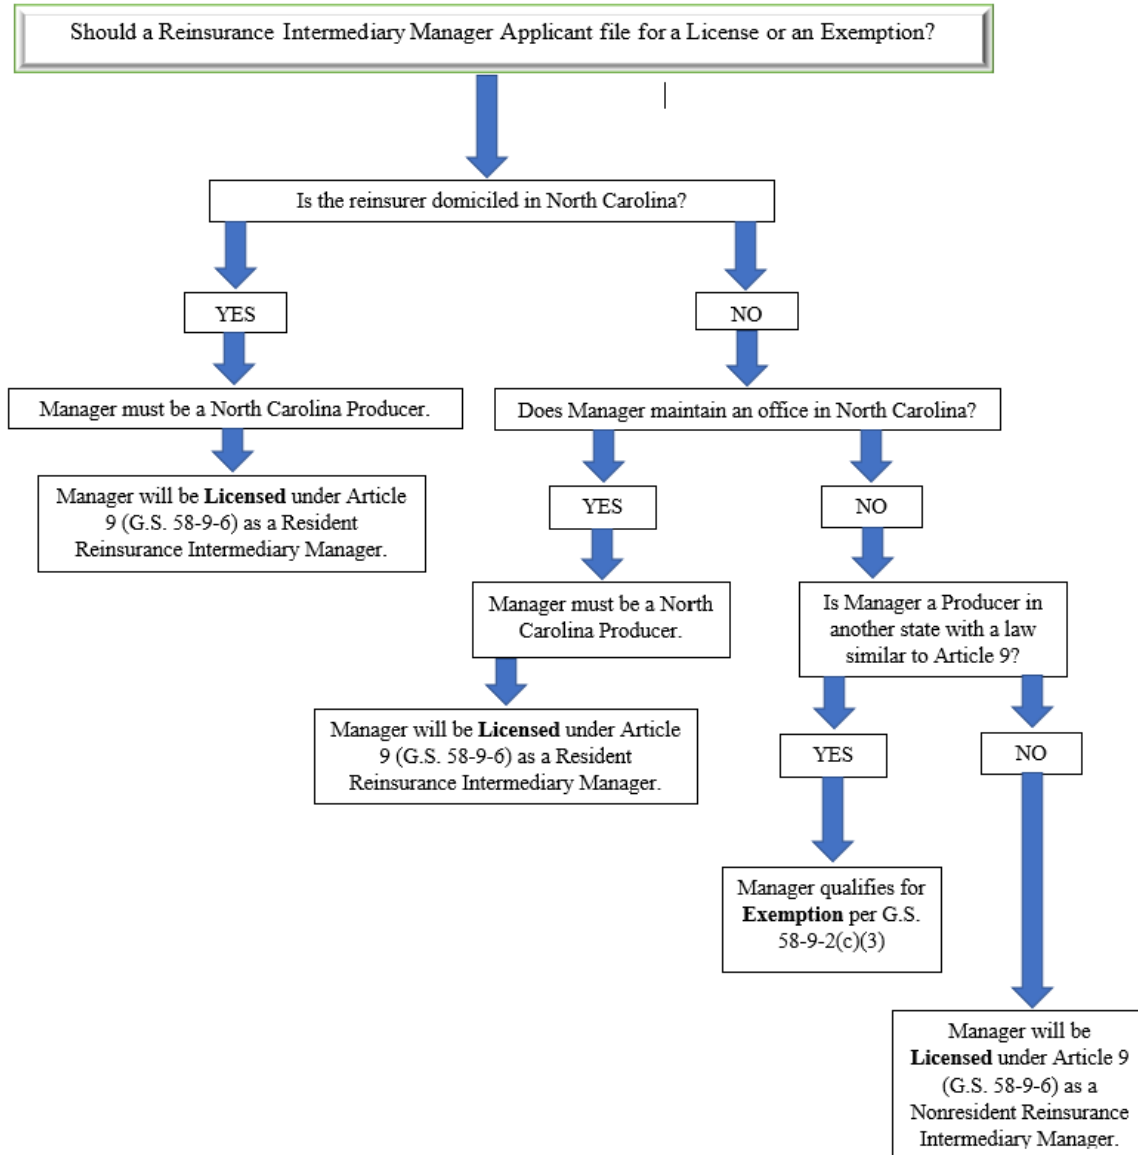 Should a Reinsurance Intermediary Manager Applicant file for a License or an Exemption?
Is the reinsurer domiciled in North Carolina?
YES
NO
Manager must be a North Carolina Producer.
Does Manager maintain an office in North Carolina?
Manager will be Licensed under Article
9 (G.S. 58-9-6) as a Resident
Reinsurance Intermediary Manager.
YES
NO
Manager must be a North
Carolina Producer.
Is Manager a Producer in
another state with a law
similar to Article 9?
Manager will be Licensed under Article
9 (G.S. 58-9-6) as a Resident
Reinsurance Intermediary Manager.
YES
NO
Manager qualifies for
Exemption per G.S.
58-9-2(c)(3)
Manager will be
Licensed under Article 9
(G.S. 58-9-6) as a
Nonresident Reinsurance
Intermediary Manager.